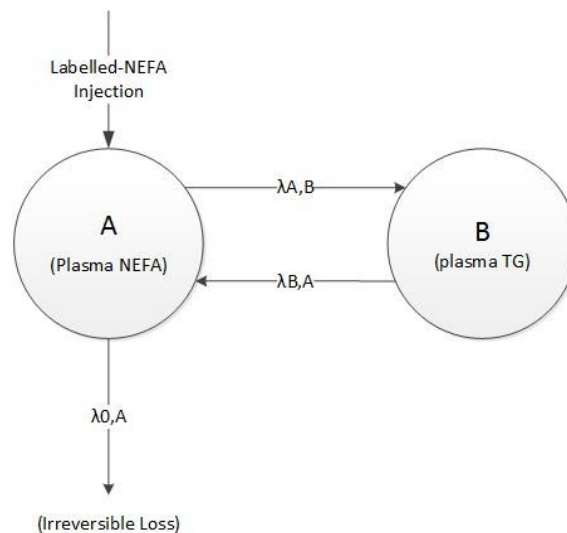 Labelled-NEFA
Injection
A
(Plasma NEFA)
λA,B
λB,A
B
(plasma TG)
λ0,A
(Irreversible Loss)